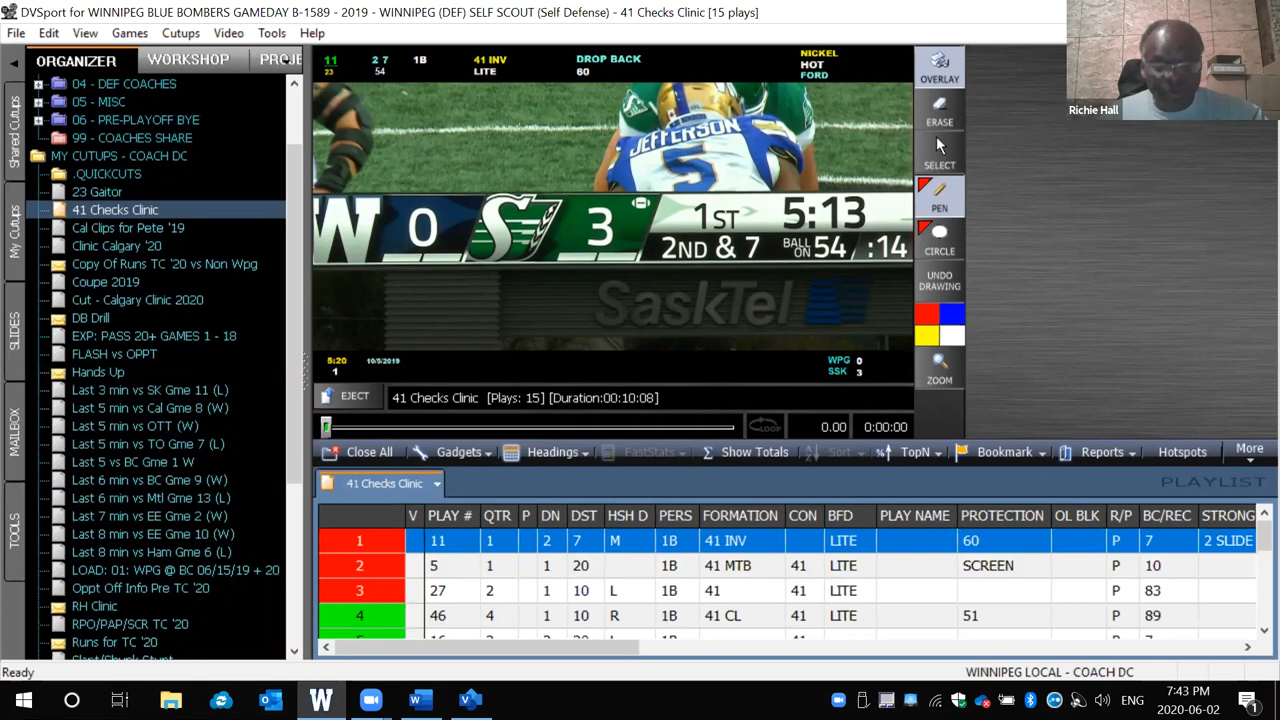 DVSport for WINNIPEG BLUE BOMBERS GAMEDAY B-1589 - 2019 - WINNIPEG (DEF) SELF SCOUT (Self Defense) - 41 Checks Clinic [15 plays]
File Edit View Games Cutups Video Tools Help
ORGANIZER WORKSHOP PROJ
Shared Cutups
My Cutups
SLIDES
MAILBOX
TOOLS
04 - DEF COACHES
05 - MISC
06 - PRE-PLAYOFF BYE
99 - COACHES SHARE
MY CUTUPS - COACH DC
.QUICKCUTS
23 Gaitor
41 Checks Clinic
Cal Clips for Pete '19
Clinic Calgary '20
Copy Of Runs TC '20 vs Non Wpg
Coupe 2019
Cut - Calgary Clinic 2020
DB Drill
EXP: PASS 20+ GAMES 1 - 18
FLASH vs OPPT
Hands Up
Last 3 min vs SK Gme 11 (L)
Last 5 min vs Cal Gme 8 (W)
Last 5 min vs OTT (W)
Last 5 min vs TO Gme 7 (L)
Last 5 vs BC Gme 1 W
Last 6 min vs BC Gme 9 (W)
Last 6 min vs Mtl Gme 13 (L)
Last 7 min vs EE Gme 2 (W)
Last 8 min vs EE Gme 10 (W)
Last 8 min vs Ham Gme 6 (L)
LOAD: 01: WPG @ BC 06/15/19 + 20
Oppt Off Info Pre TC '20
RH Clinic
RPO/PAP/SCR TC '20
Runs for TC '20
11 2 7 1B 41 INV DROP BACK NICKEL
23 54 LITE 60 HOT
FORD
JEFFERSON
5
W 0 S 3 1ST 5:13
2ND & 7 BALL ON 54 :14
SaskTel
5:20 10/5/2019 WPG 0
1 SSK 3
OVERLAY
ERASE
SELECT
PEN
CIRCLE
UNDO DRAWING
ZOOM
Richie Hall
EJECT 41 Checks Clinic [Plays: 15] [Duration:00:10:08]
LOOP 0.00 0:00:00
Close All Gadgets Headings FastStats Show Totals Sort TopN Bookmark Reports Hotspots More
41 Checks Clinic PLAYLIST
V PLAY # QTR P DN DST HSH D PERS FORMATION CON BFD PLAY NAME PROTECTION OL BLK R/P BC/REC STRONG
1 11 1 2 7 M 1B 41 INV 41 LITE 60 P 7 2 SLIDE
2 5 1 1 20 1B 41 MTB 41 LITE SCREEN P 10
3 27 2 1 10 L 1B 41 41 LITE P 83
4 46 4 1 10 R 1B 41 CL 41 LITE 51 P 89
Ready WINNIPEG LOCAL - COACH DC
ENG 7:43 PM
2020-06-02
1